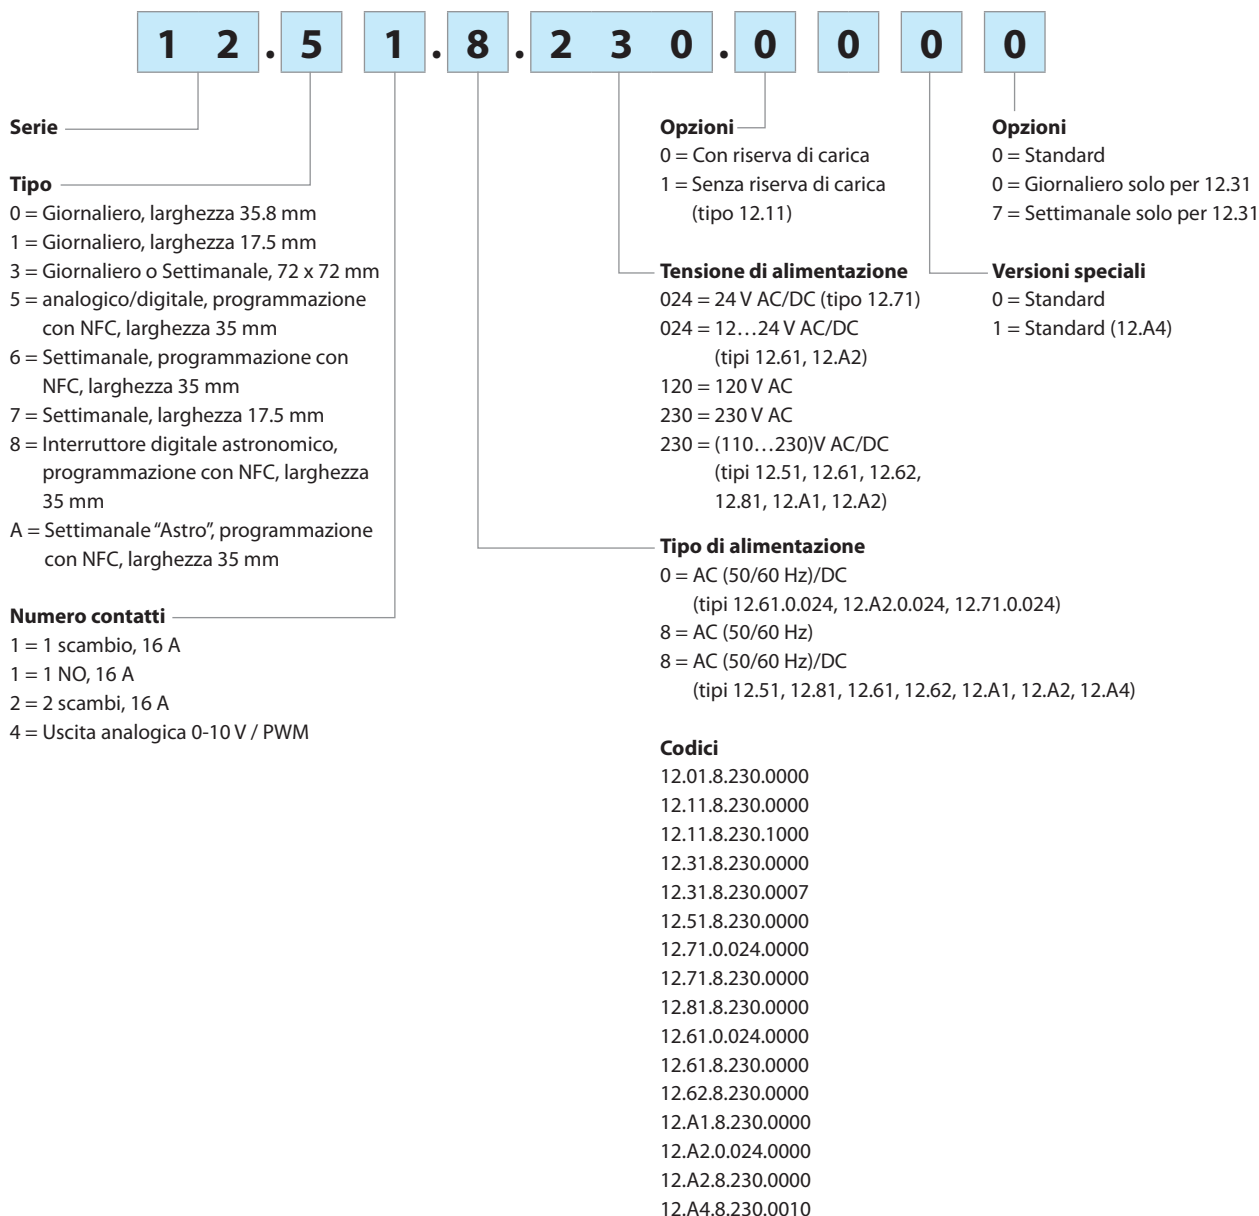 1 2 . 5 1 . 8 . 2 3 0 . 0 0 0 0
Serie
Tipo
0 = Giornaliero, larghezza 35.8 mm
1 = Giornaliero, larghezza 17.5 mm
3 = Giornaliero o Settimanale, 72 x 72 mm
5 = analogico/digitale, programmazione
con NFC, larghezza 35 mm
6 = Settimanale, programmazione con
NFC, larghezza 35 mm
7 = Settimanale, larghezza 17.5 mm
8 = Interruttore digitale astronomico,
programmazione con NFC, larghezza
35 mm
A = Settimanale “Astro”, programmazione
con NFC, larghezza 35 mm
Numero contatti
1 = 1 scambio, 16 A
1 = 1 NO, 16 A
2 = 2 scambi, 16 A
4 = Uscita analogica 0-10 V / PWM
Opzioni
0 = Con riserva di carica
1 = Senza riserva di carica
(tipo 12.11)
Tensione di alimentazione
024 = 24 V AC/DC (tipo 12.71)
024 = 12…24 V AC/DC
(tipi 12.61, 12.A2)
120 = 120 V AC
230 = 230 V AC
230 = (110…230)V AC/DC
(tipi 12.51, 12.61, 12.62,
12.81, 12.A1, 12.A2)
Tipo di alimentazione
0 = AC (50/60 Hz)/DC
(tipi 12.61.0.024, 12.A2.0.024, 12.71.0.024)
8 = AC (50/60 Hz)
8 = AC (50/60 Hz)/DC
(tipi 12.51, 12.81, 12.61, 12.62, 12.A1, 12.A2, 12.A4)
Codici
12.01.8.230.0000
12.11.8.230.0000
12.11.8.230.1000
12.31.8.230.0000
12.31.8.230.0007
12.51.8.230.0000
12.71.0.024.0000
12.71.8.230.0000
12.81.8.230.0000
12.61.0.024.0000
12.61.8.230.0000
12.62.8.230.0000
12.A1.8.230.0000
12.A2.0.024.0000
12.A2.8.230.0000
12.A4.8.230.0010
Opzioni
0 = Standard
0 = Giornaliero solo per 12.31
7 = Settimanale solo per 12.31
Versioni speciali
0 = Standard
1 = Standard (12.A4)